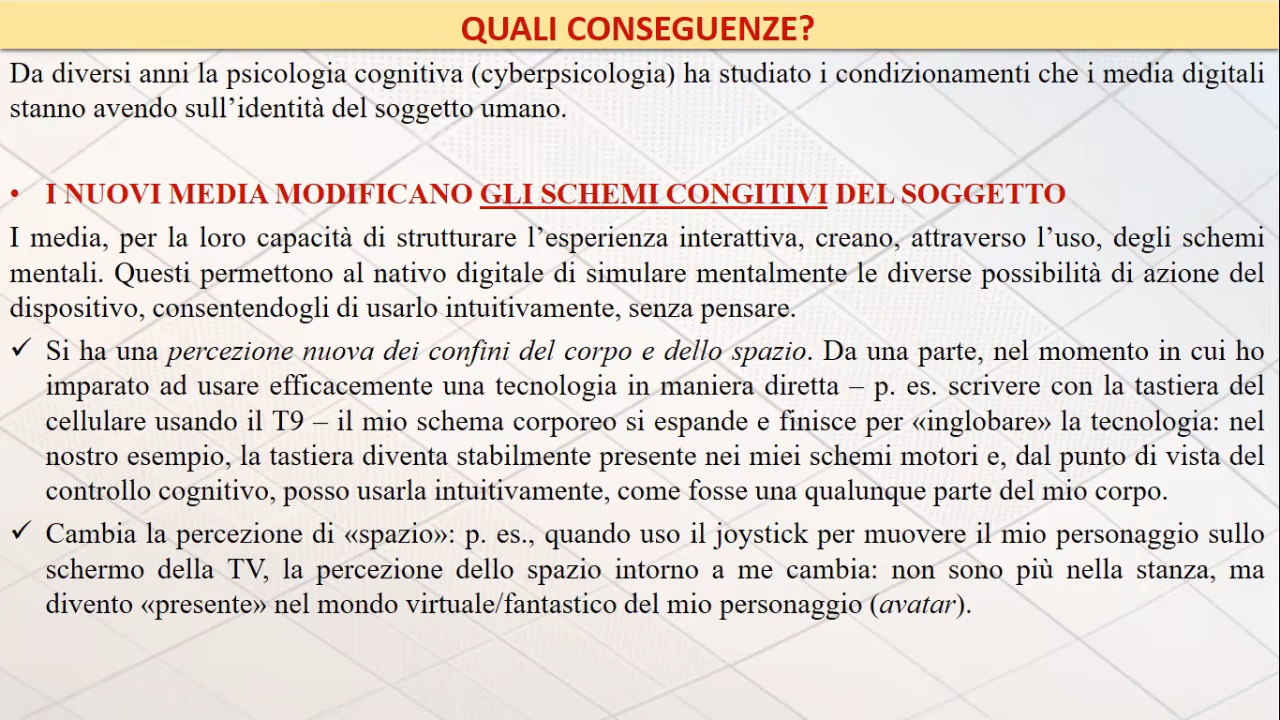 QUALI CONSEGUENZE?
Da diversi anni la psicologia cognitiva (cyberpsicologia) ha studiato i condizionamenti che i media digitali
stanno avendo sull’identità del soggetto umano.
• I NUOVI MEDIA MODIFICANO GLI SCHEMI CONGITIVI DEL SOGGETTO
I media, per la loro capacità di strutturare l’esperienza interattiva, creano, attraverso l’uso, degli schemi
mentali. Questi permettono al nativo digitale di simulare mentalmente le diverse possibilità di azione del
dispositivo, consentendogli di usarlo intuitivamente, senza pensare.
✓ Si ha una percezione nuova dei confini del corpo e dello spazio. Da una parte, nel momento in cui ho
imparato ad usare efficacemente una tecnologia in maniera diretta – p. es. scrivere con la tastiera del
cellulare usando il T9 – il mio schema corporeo si espande e finisce per «inglobare» la tecnologia: nel
nostro esempio, la tastiera diventa stabilmente presente nei miei schemi motori e, dal punto di vista del
controllo cognitivo, posso usarla intuitivamente, come fosse una qualunque parte del mio corpo.
✓ Cambia la percezione di «spazio»: p. es., quando uso il joystick per muovere il mio personaggio sullo
schermo della TV, la percezione dello spazio intorno a me cambia: non sono più nella stanza, ma
divento «presente» nel mondo virtuale/fantastico del mio personaggio (avatar).